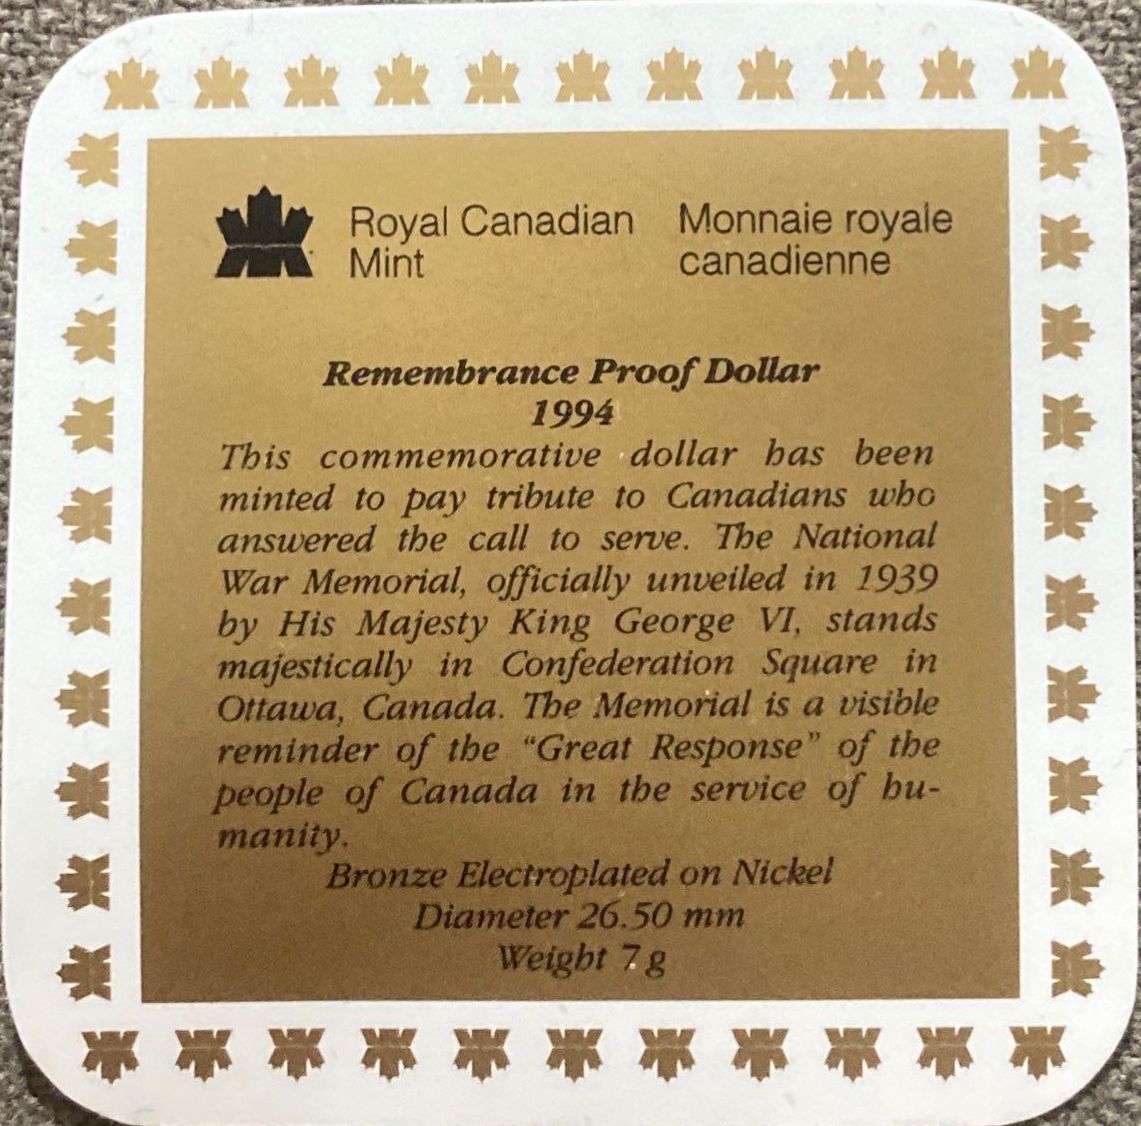 Royal Canadian Mint
Monnaie royale canadienne
Remembrance Proof Dollar
1994
This commemorative dollar has been
minted to pay tribute to Canadians who
answered the call to serve. The National
War Memorial, officially unveiled in 1939
by His Majesty King George VI, stands
majestically in Confederation Square in
Ottawa, Canada. The Memorial is a visible
reminder of the “Great Response” of the
people of Canada in the service of hu-
manity.
Bronze Electroplated on Nickel
Diameter 26.50 mm
Weight 7 g